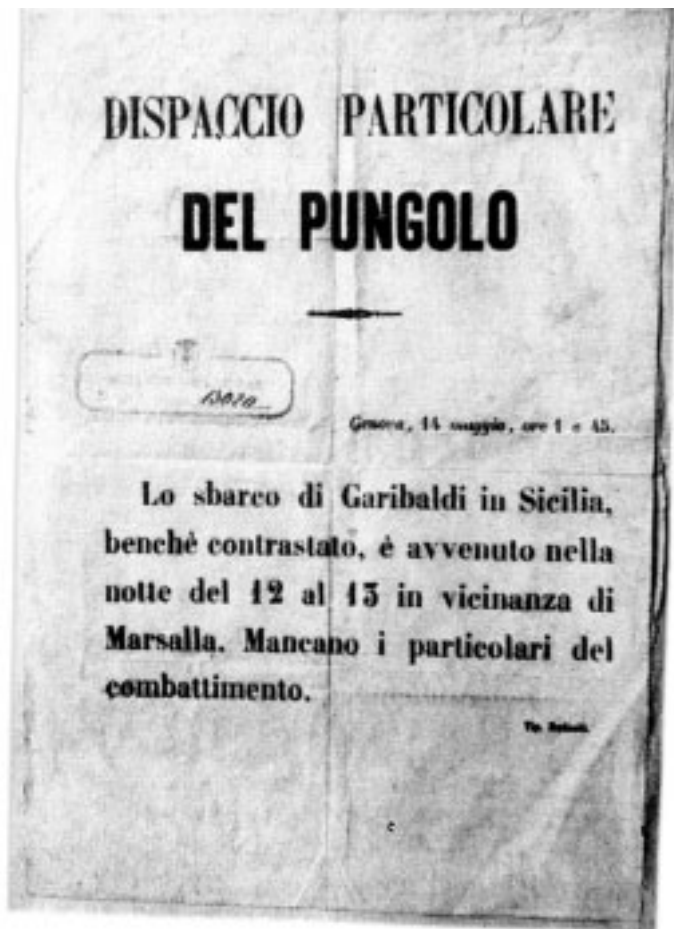 DISPACCIO PARTICOLARE
DEL PUNGOLO
Genova, 14 maggio, ore 1 e 45.
Lo sbarco di Garibaldi in Sicilia,
benchè contrastato, è avvenuto nella
notte del 12 al 13 in vicinanza di
Marsalla. Mancano i particolari del
combattimento.
Tip.